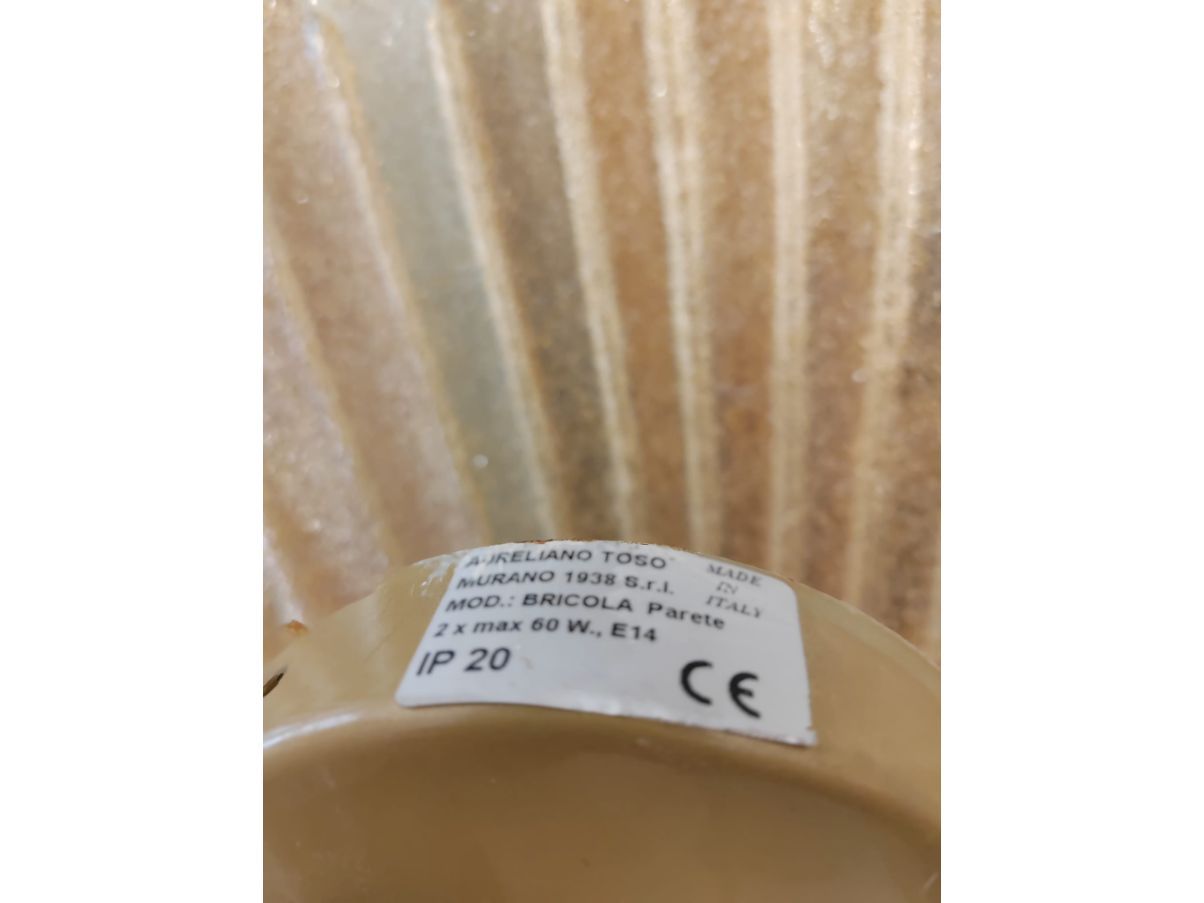 AURELIANO TOSO
MURANO 1938 S.r.l.
MOD.: BRICOLA Parete
2 x max 60 W., E14
IP 20
MADE
IN
ITALY
CE